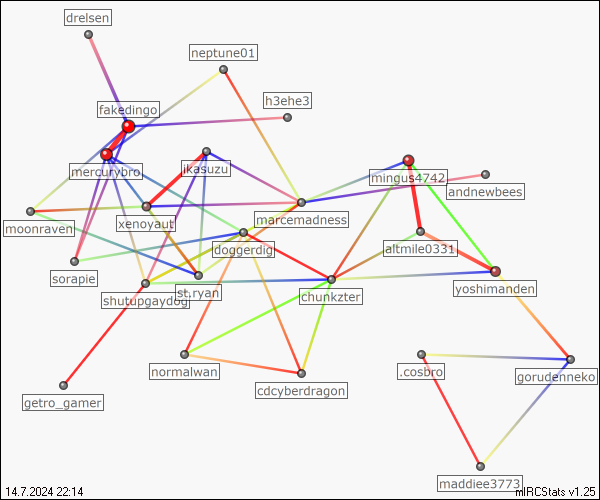 drelsen
neptune01
h3ehe3
fakedingo
mercurybro
ikasuzu
mingus4742
andnewbees
moonraven
xenoyaut
marcemadness
doggerdig
altmile0331
sorapie
shutupgaydog
st.ryan
chunkzter
yoshimanden
normalwan
cdcyberdragon
.cosbro
gorudenneko
getro_gamer
maddiee3773
14.7.2024 22:14
mIRCStats v1.25